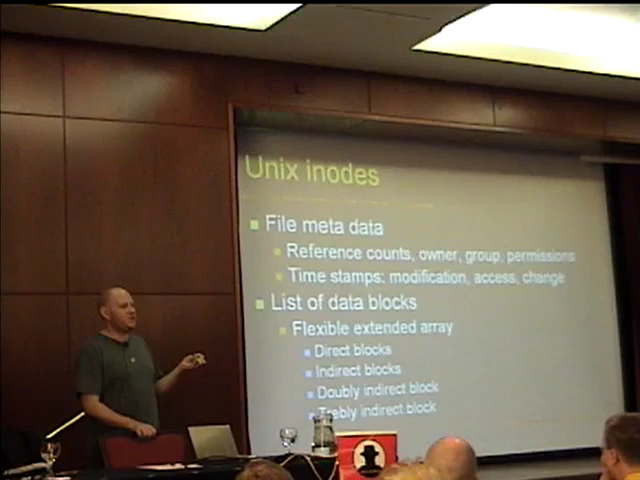 Unix inodes
File meta data
Reference counts, owner, group, permissions
Time stamps: modification, access, change
List of data blocks
Flexible extended array
Direct blocks
Indirect blocks
Doubly indirect block
Trebly indirect block